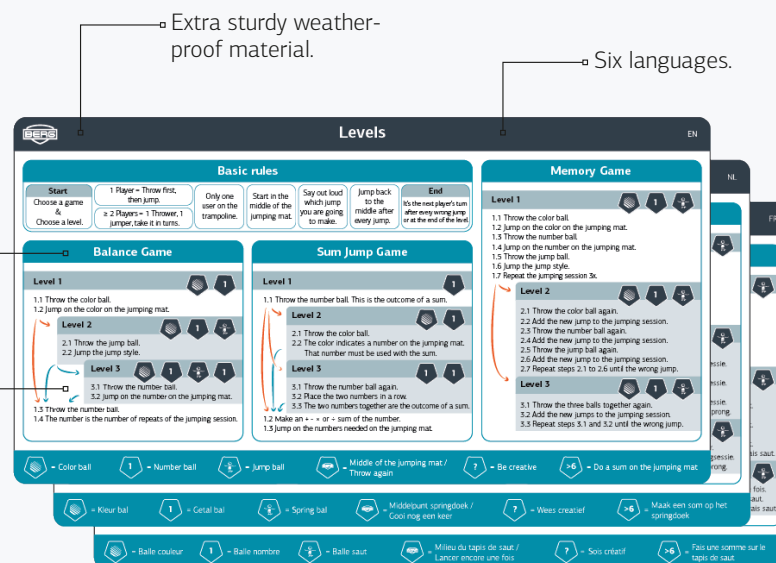 Extra sturdy weather-
proof material.
Six languages.
BERG
Levels
EN
Basic rules
Start
Choose a game
&
Choose a level.
1 Player = Throw first,
then jump.
≥ 2 Players = 1 Thrower, 1
jumper, take it in turns.
Only one
user on the
trampoline.
Start in the
middle of the
jumping mat.
Say out loud
which jump
you are going
to make.
Jump back
to the
middle after
every jump.
End
It's the next player's turn
after every wrong jump
or at the end of the level.
Balance Game
Level 1
1
1.1 Throw the color ball.
1.2 Jump on the color on the jumping mat.
Level 2
1
2.1 Throw the jump ball.
2.2 Jump the jump style.
Level 3
1
1
3.1 Throw the number ball.
3.2 Jump on the number on the jumping mat.
1.3 Throw the number ball.
1.4 The number is the number of repeats of the jumping session.
Sum Jump Game
Level 1
1
1.1 Throw the number ball. This is the outcome of a sum.
Level 2
1
2.1 Throw the color ball.
2.2 The color indicates a number on the jumping mat.
That number must be used with the sum.
Level 3
1
1
3.1 Throw the number ball again.
3.2 Place the two numbers in a row.
3.3 The two numbers together are the outcome of a sum.
1.2 Make an + - × or ÷ sum of the number.
1.3 Jump on the numbers needed on the jumping mat.
Memory Game
Level 1
1
1.1 Throw the color ball.
1.2 Jump on the color on the jumping mat.
1.3 Throw the number ball.
1.4 Jump on the number on the jumping mat.
1.5 Throw the jump ball.
1.6 Jump the jump style.
1.7 Repeat the jumping session 3x.
Level 2
1
2.1 Throw the color ball again.
2.2 Add the new jump to the jumping session.
2.3 Throw the number ball again.
2.4 Add the new jump to the jumping session.
2.5 Throw the jump ball again.
2.6 Add the new jump to the jumping session.
2.7 Repeat steps 2.1 to 2.6 until the wrong jump.
Level 3
1
3.1 Throw the three balls together again.
3.2 Add the new jumps to the jumping session.
3.3 Repeat steps 3.1 and 3.2 until the wrong jump.
= Color ball
1 = Number ball
= Jump ball
= Middle of the jumping mat /
Throw again
? = Be creative
>6 = Do a sum on the jumping mat
NL
= Kleur bal
1 = Getal bal
= Spring bal
= Middelpunt springdoek /
Gooi nog een keer
? = Wees creatief
>6 = Maak een som op het
springdoek
FR
= Balle couleur
1 = Balle nombre
= Balle saut
= Milieu du tapis de saut /
Lancer encore une fois
? = Sois créatif
>6 = Fais une somme sur le
tapis de saut